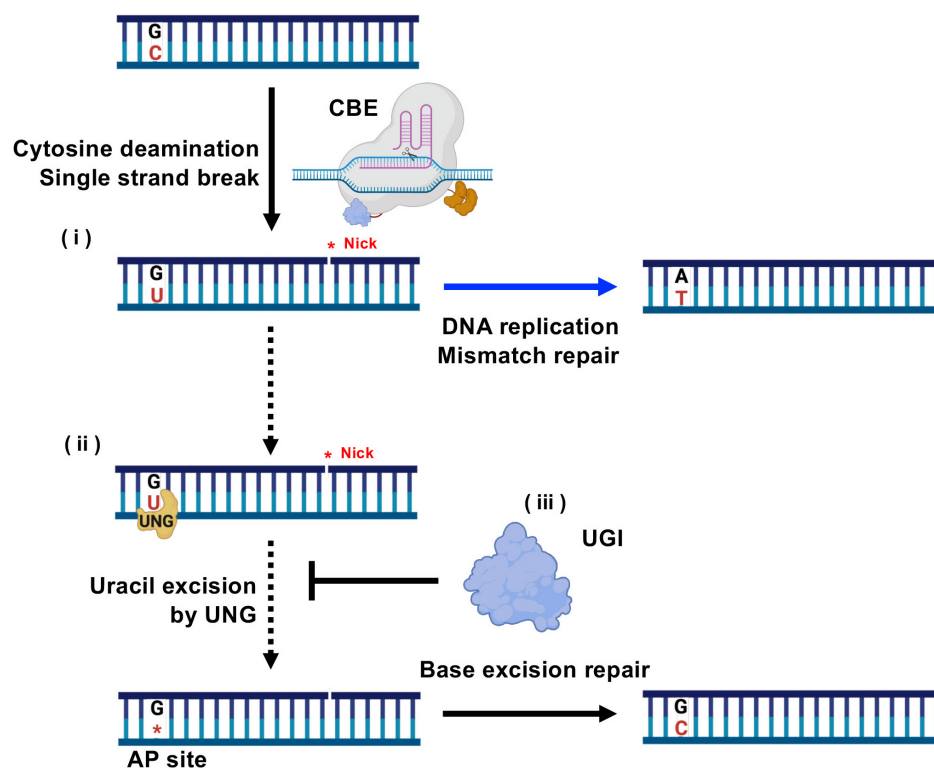 G
C
CBE
Cytosine deamination
Single strand break
( i )
* Nick
G
U
A
T
DNA replication
Mismatch repair
( ii )
* Nick
G
U
UNG
( iii )
UGI
Uracil excision
by UNG
Base excision repair
G
*
AP site
G
C